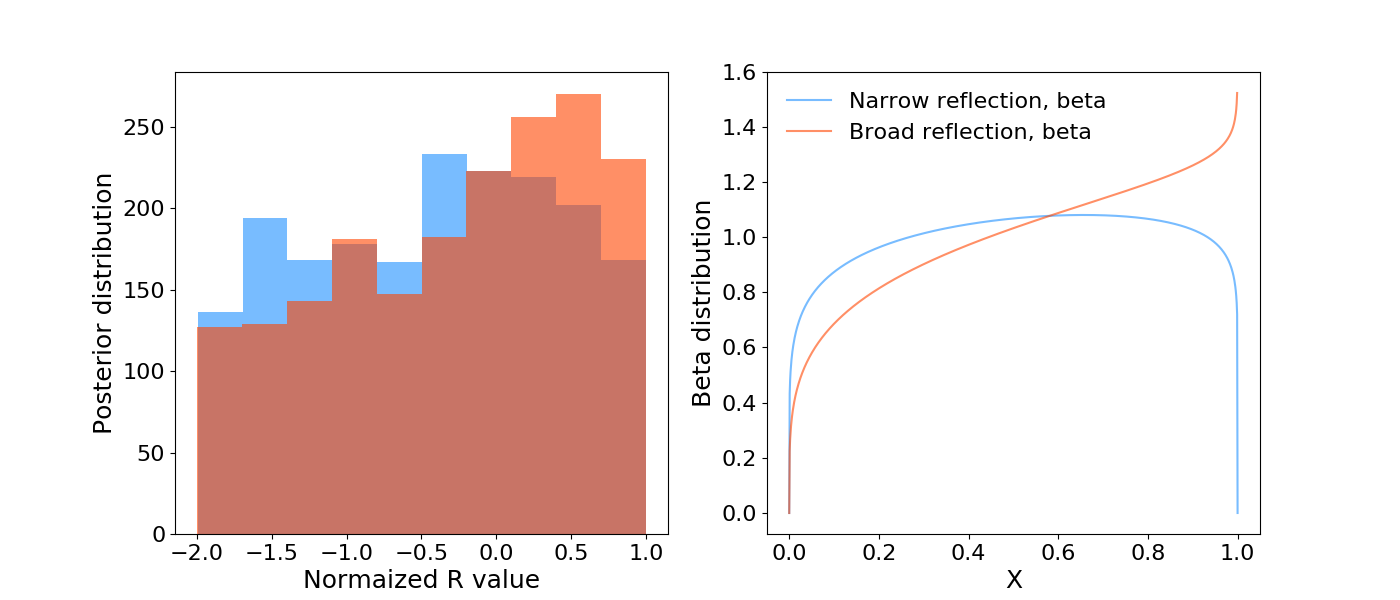 Posterior distribution
250
200
150
100
50
0
−2.0 −1.5 −1.0 −0.5 0.0 0.5 1.0
Normaized R value
Beta distribution
1.6
1.4
1.2
1.0
0.8
0.6
0.4
0.2
0.0
Narrow reflection, beta
Broad reflection, beta
0.0 0.2 0.4 0.6 0.8 1.0
X